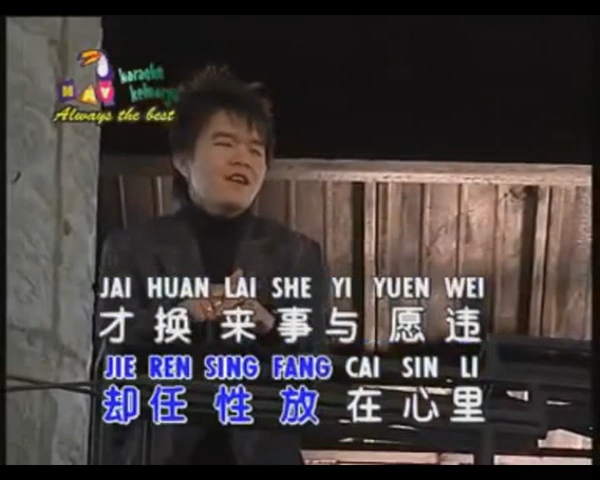 MAY
karaoke
keluarga
Always the best
JAI HUAN LAI SHE YI YUEN WEI
才换来事与愿违
JIE REN SING FANG CAI SIN LI
却任性放在心里